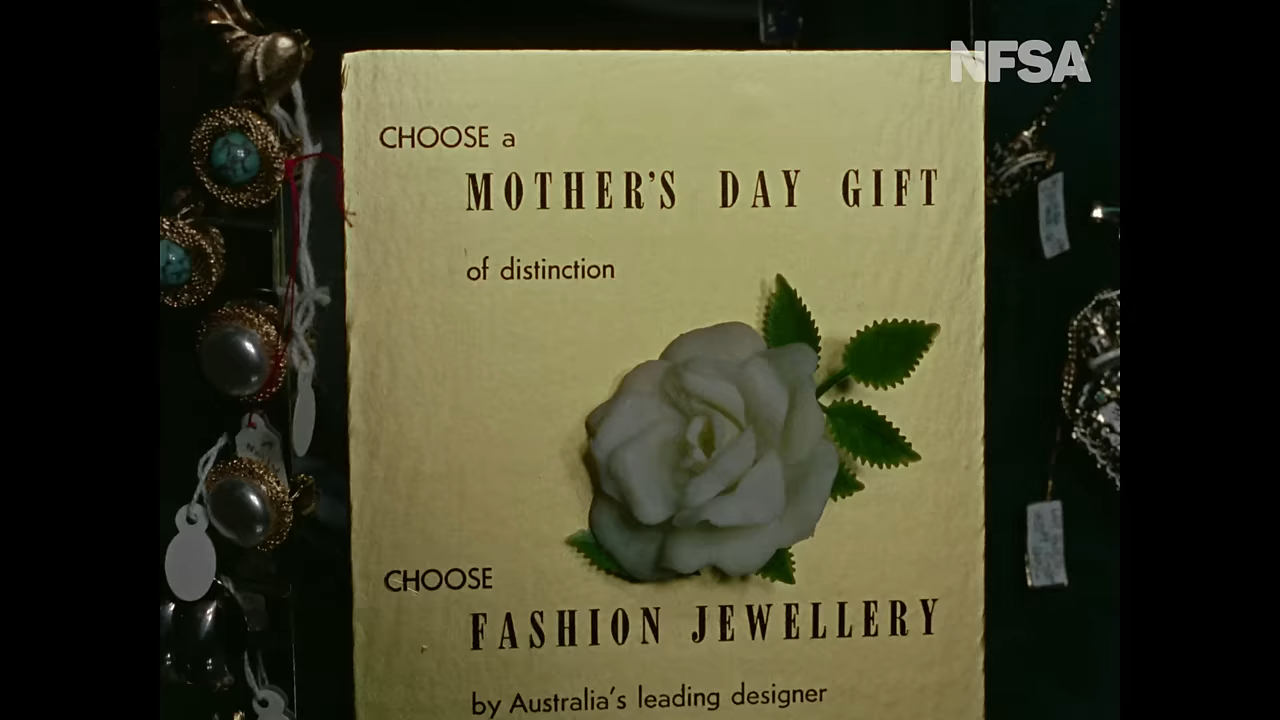 NFSA
CHOOSE a
MOTHER'S DAY GIFT
of distinction
CHOOSE
FASHION JEWELLERY
by Australia's leading designer